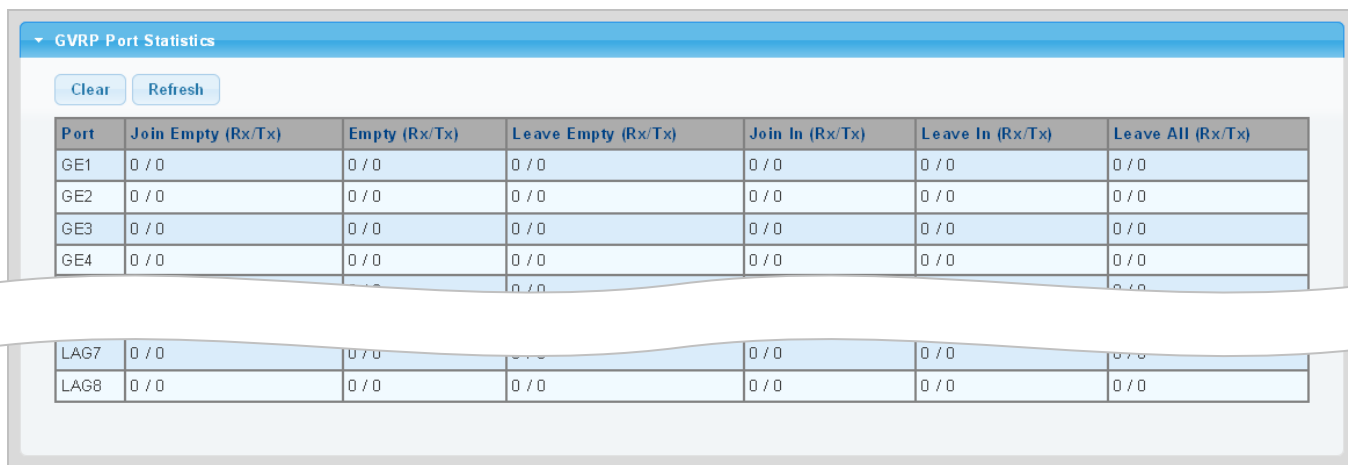 GVRP Port Statistics
Clear Refresh
Port Join Empty (Rx/Tx) Empty (Rx/Tx) Leave Empty (Rx/Tx) Join In (Rx/Tx) Leave In (Rx/Tx) Leave All (Rx/Tx)
GE1 0 / 0 0 / 0 0 / 0 0 / 0 0 / 0 0 / 0
GE2 0 / 0 0 / 0 0 / 0 0 / 0 0 / 0 0 / 0
GE3 0 / 0 0 / 0 0 / 0 0 / 0 0 / 0 0 / 0
GE4 0 / 0 0 / 0 0 / 0 0 / 0 0 / 0 0 / 0
0 / 0
LAG7 0 / 0 0 / 0 0 / 0 0 / 0
LAG8 0 / 0 0 / 0 0 / 0 0 / 0 0 / 0 0 / 0